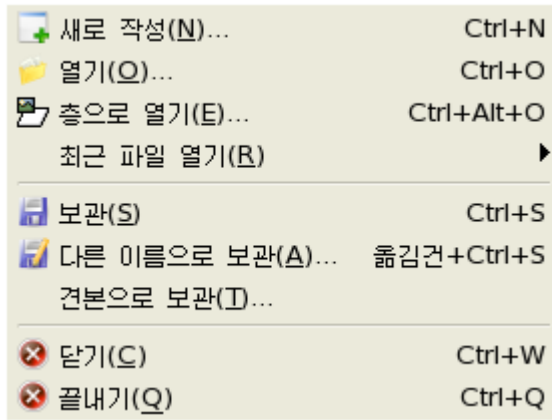 새로 작성(N)... Ctrl+N
열기(O)... Ctrl+O
층으로 열기(E)... Ctrl+Alt+O
최근 파일 열기(R)
보관(S) Ctrl+S
다른 이름으로 보관(A)... 옮김건+Ctrl+S
견본으로 보관(T)...
닫기(C) Ctrl+W
끝내기(Q) Ctrl+Q